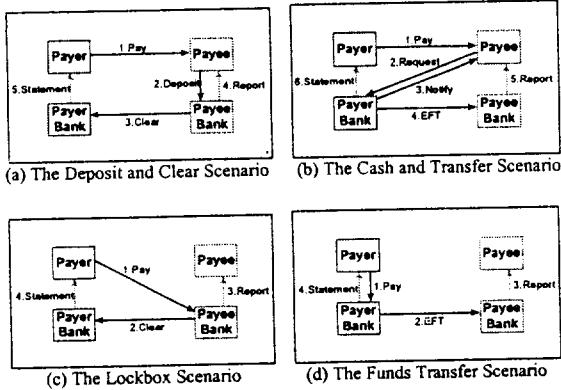 Payer
1.Pay
Payee
5.Statement
2.Deposit
4.Report
Payer
Bank
3.Clear
Payee
Bank
(a) The Deposit and Clear Scenario
Payer
1.Pay
Payee
2.Request
6.Statement
3.Notify
5.Report
Payer
Bank
4.EFT
Payee
Bank
(b) The Cash and Transfer Scenario
Payer
Payee
1.Pay
4.Statement
3.Report
Payer
Bank
2.Clear
Payee
Bank
(c) The Lockbox Scenario
Payer
Payee
4.Statement
1.Pay
3.Report
Payer
Bank
2.EFT
Payee
Bank
(d) The Funds Transfer Scenario